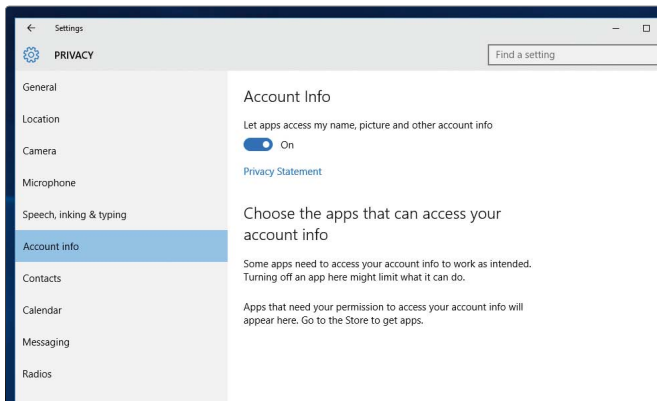 Settings
PRIVACY
Find a setting
General
Location
Camera
Microphone
Speech, inking & typing
Account info
Contacts
Calendar
Messaging
Radios
Account Info
Let apps access my name, picture and other account info
On
Privacy Statement
Choose the apps that can access your
account info
Some apps need to access your account info to work as intended.
Turning off an app here might limit what it can do.
Apps that need your permission to access your account info will
appear here. Go to the Store to get apps.